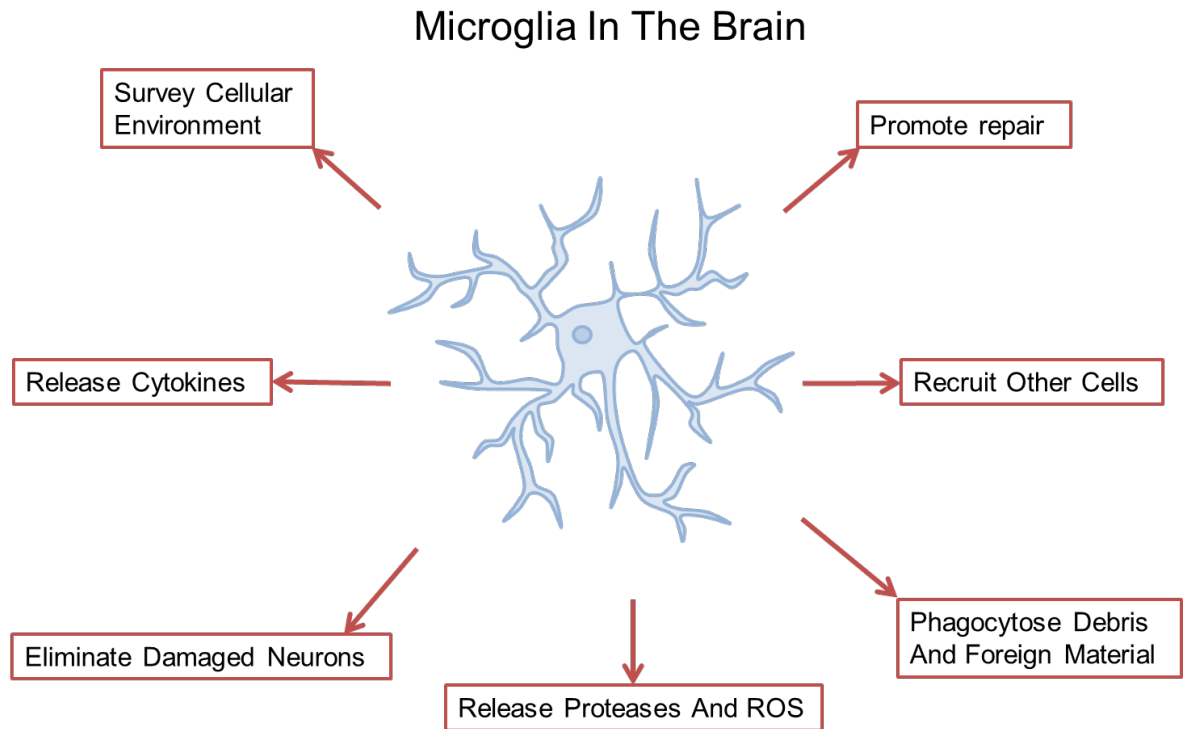 Microglia In The Brain
Survey Cellular
Environment
Promote repair
Release Cytokines
Recruit Other Cells
Eliminate Damaged Neurons
Phagocytose Debris
And Foreign Material
Release Proteases And ROS